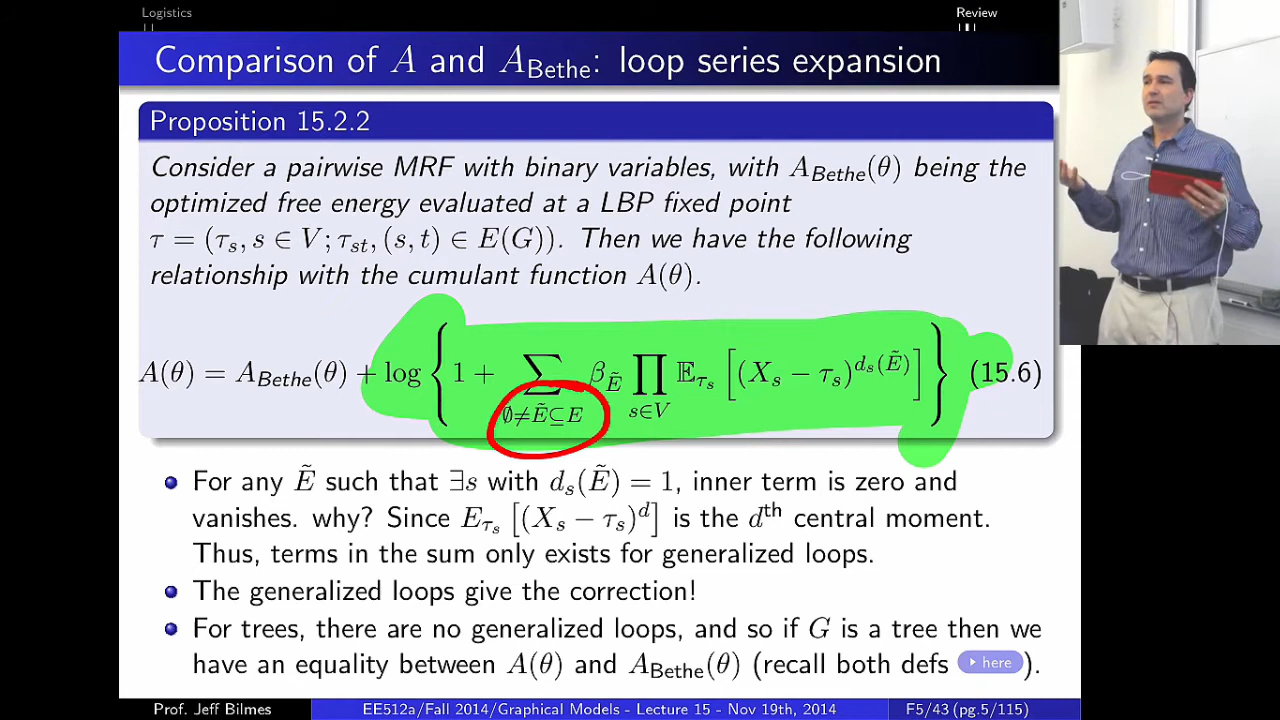 Logistics Review
Comparison of A and A_Bethe: loop series expansion
Proposition 15.2.2
Consider a pairwise MRF with binary variables, with A_Bethe(θ) being the
optimized free energy evaluated at a LBP fixed point
τ = (τ_s, s ∈ V; τ_st, (s, t) ∈ E(G)). Then we have the following
relationship with the cumulant function A(θ).
A(θ) = A_Bethe(θ) + log { 1 + ∑_{∅≠Ẽ⊆E} β_Ẽ ∏_{s∈V} 𝔼_{τ_s} [(X_s − τ_s)^{d_s(Ẽ)}] } (15.6)
For any Ẽ such that ∃s with d_s(Ẽ) = 1, inner term is zero and
vanishes. why? Since E_{τ_s} [(X_s − τ_s)^d] is the d^th central moment.
Thus, terms in the sum only exists for generalized loops.
The generalized loops give the correction!
For trees, there are no generalized loops, and so if G is a tree then we
have an equality between A(θ) and A_Bethe(θ) (recall both defs here).
Prof. Jeff Bilmes EE512a/Fall 2014/Graphical Models - Lecture 15 - Nov 19th, 2014 F5/43 (pg.5/115)